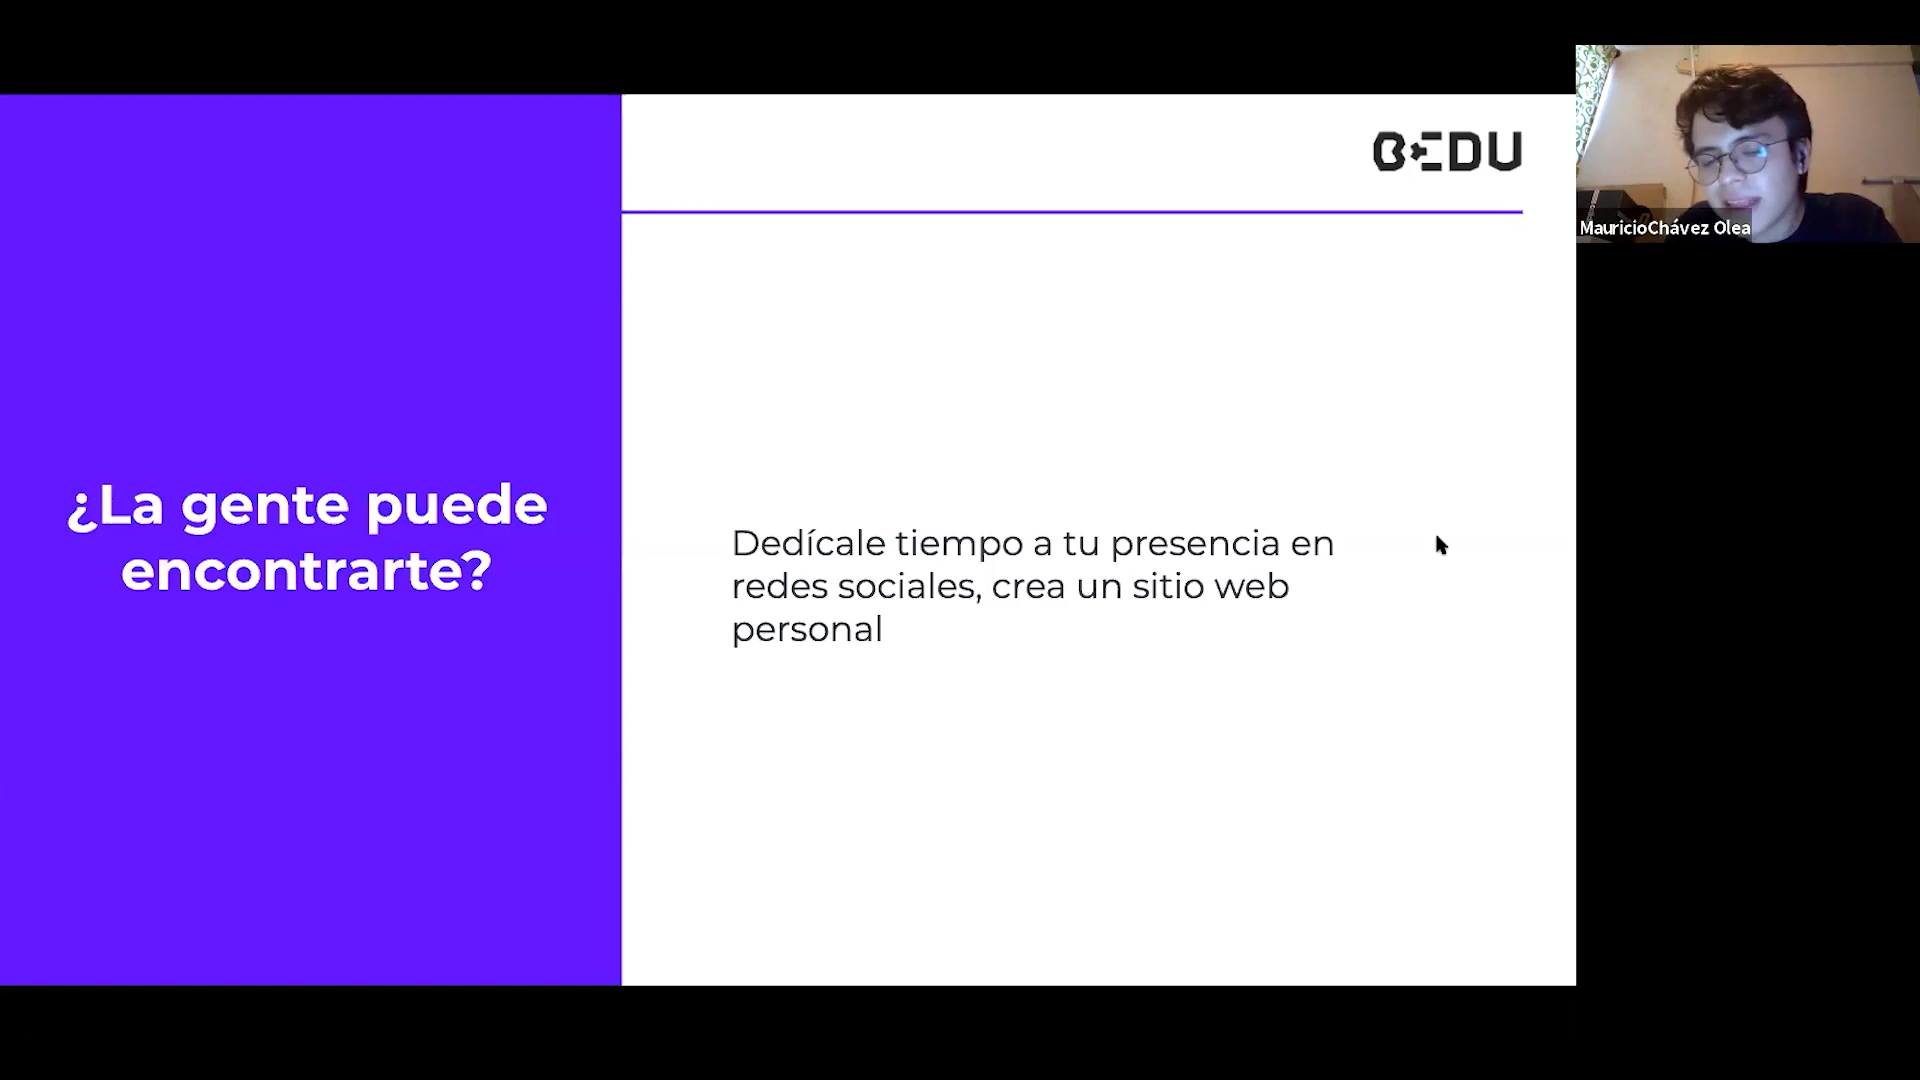 ¿La gente puede
encontrarte?
BEDU
Dedícale tiempo a tu presencia en
redes sociales, crea un sitio web
personal
MauricioChávez Olea